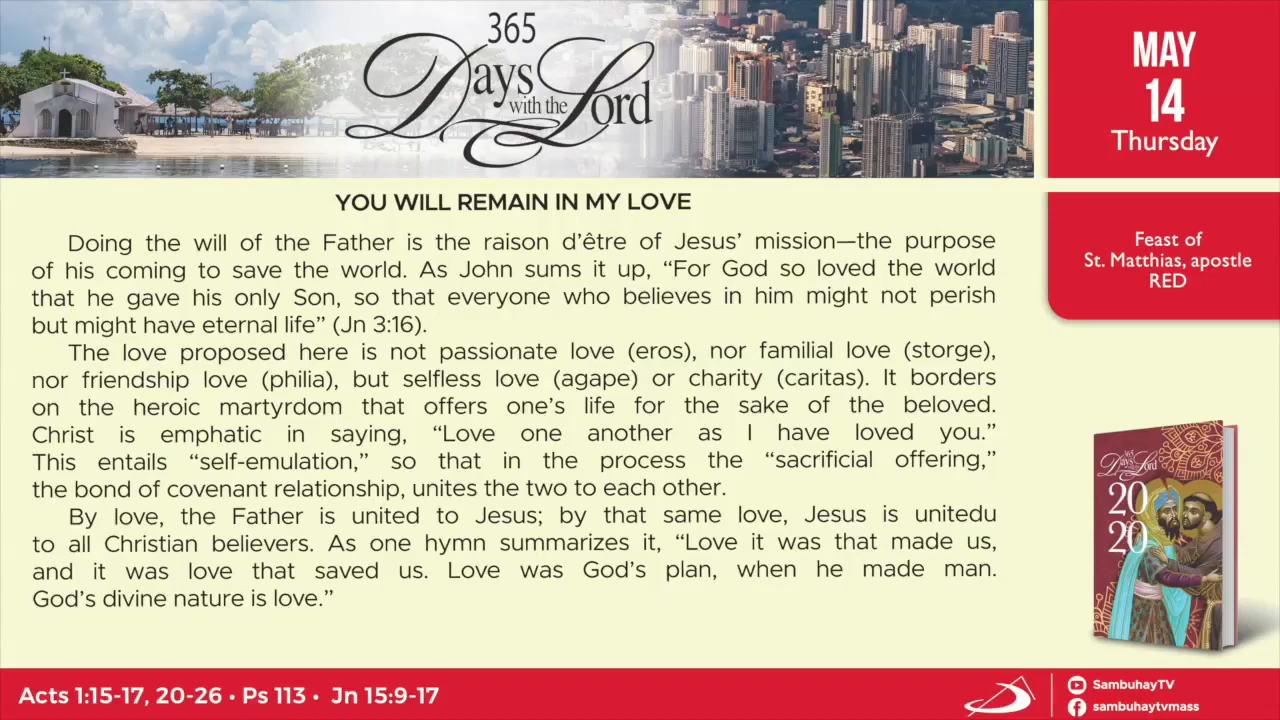 365
Days
with the
Lord
MAY
14
Thursday
Feast of
St. Matthias, apostle
RED
YOU WILL REMAIN IN MY LOVE
Doing the will of the Father is the raison d’être of Jesus’ mission—the purpose
of his coming to save the world. As John sums it up, “For God so loved the world
that he gave his only Son, so that everyone who believes in him might not perish
but might have eternal life” (Jn 3:16).
The love proposed here is not passionate love (eros), nor familial love (storge),
nor friendship love (philia), but selfless love (agape) or charity (caritas). It borders
on the heroic martyrdom that offers one’s life for the sake of the beloved.
Christ is emphatic in saying, “Love one another as I have loved you.”
This entails “self-emulation,” so that in the process the “sacrificial offering,”
the bond of covenant relationship, unites the two to each other.
By love, the Father is united to Jesus; by that same love, Jesus is unitedu
to all Christian believers. As one hymn summarizes it, “Love it was that made us,
and it was love that saved us. Love was God’s plan, when he made man.
God’s divine nature is love.”
365
Days
with the
Lord
20
20
Acts 1:15-17, 20-26 • Ps 113 • Jn 15:9-17
SambuhayTV
sambuhaytvmass